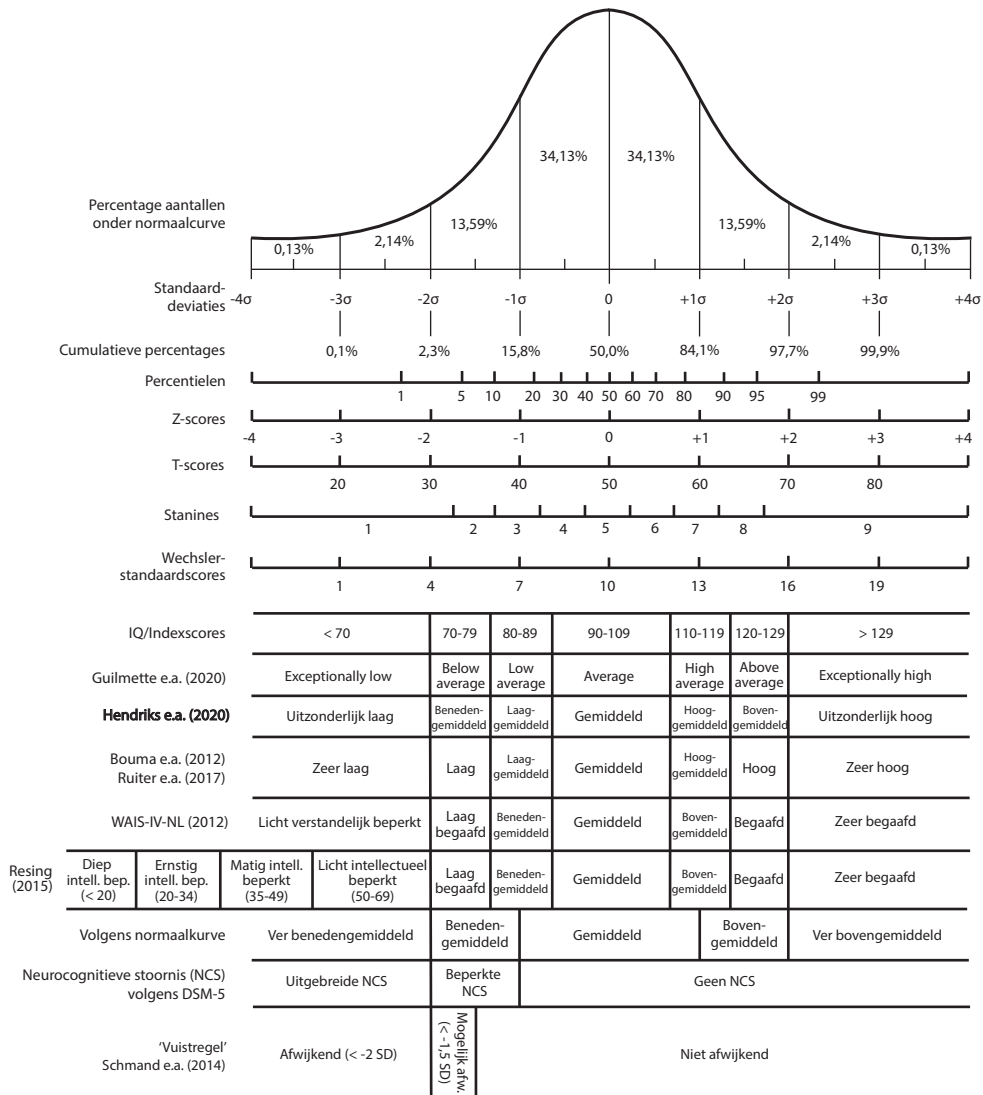 34,13% 34,13%
Percentage aantallen
onder normaalcurve
13,59% 13,59%
0,13% 2,14% 2,14% 0,13%
Standaard-
deviaties
-4σ -3σ -2σ -1σ 0 +1σ +2σ +3σ +4σ
Cumulatieve percentages 0,1% 2,3% 15,8% 50,0% 84,1% 97,7% 99,9%
Percentielen
1 5 10 20 30 40 50 60 70 80 90 95 99
Z-scores
-4 -3 -2 -1 0 +1 +2 +3 +4
T-scores
20 30 40 50 60 70 80
Stanines
1 2 3 4 5 6 7 8 9
Wechsler-
standaardscores
1 4 7 10 13 16 19
IQ/Indexscores < 70 70-79 80-89 90-109 110-119 120-129 > 129
Guilmette e.a. (2020) Exceptionally low Below average Low average Average High average Above average Exceptionally high
Hendriks e.a. (2020) Uitzonderlijk laag Beneden-gemiddeld Laag-gemiddeld Gemiddeld Hoog-gemiddeld Boven-gemiddeld Uitzonderlijk hoog
Bouma e.a. (2012)
Ruiter e.a. (2017)
Zeer laag Laag Laag-gemiddeld Gemiddeld Hoog-gemiddeld Hoog Zeer hoog
WAIS-IV-NL (2012) Licht verstandelijk beperkt Laag begaafd Beneden-gemiddeld Gemiddeld Boven-gemiddeld Begaafd Zeer begaafd
Resing
(2015)
Diep intell. bep. (< 20) Ernstig intell. bep. (20-34) Matig intell. beperkt (35-49) Licht intellectueel beperkt (50-69) Laag begaafd Beneden-gemiddeld Gemiddeld Boven-gemiddeld Begaafd Zeer begaafd
Volgens normaalkurve Ver benedengemiddeld Beneden-gemiddeld Gemiddeld Boven-gemiddeld Ver bovengemiddeld
Neurocognitieve stoornis (NCS)
volgens DSM-5
Uitgebreide NCS Beperkte NCS Geen NCS
'Vuistregel'
Schmand e.a. (2014)
Afwijkend (< -2 SD) Mogelijk afw. (< -1,5 SD) Niet afwijkend